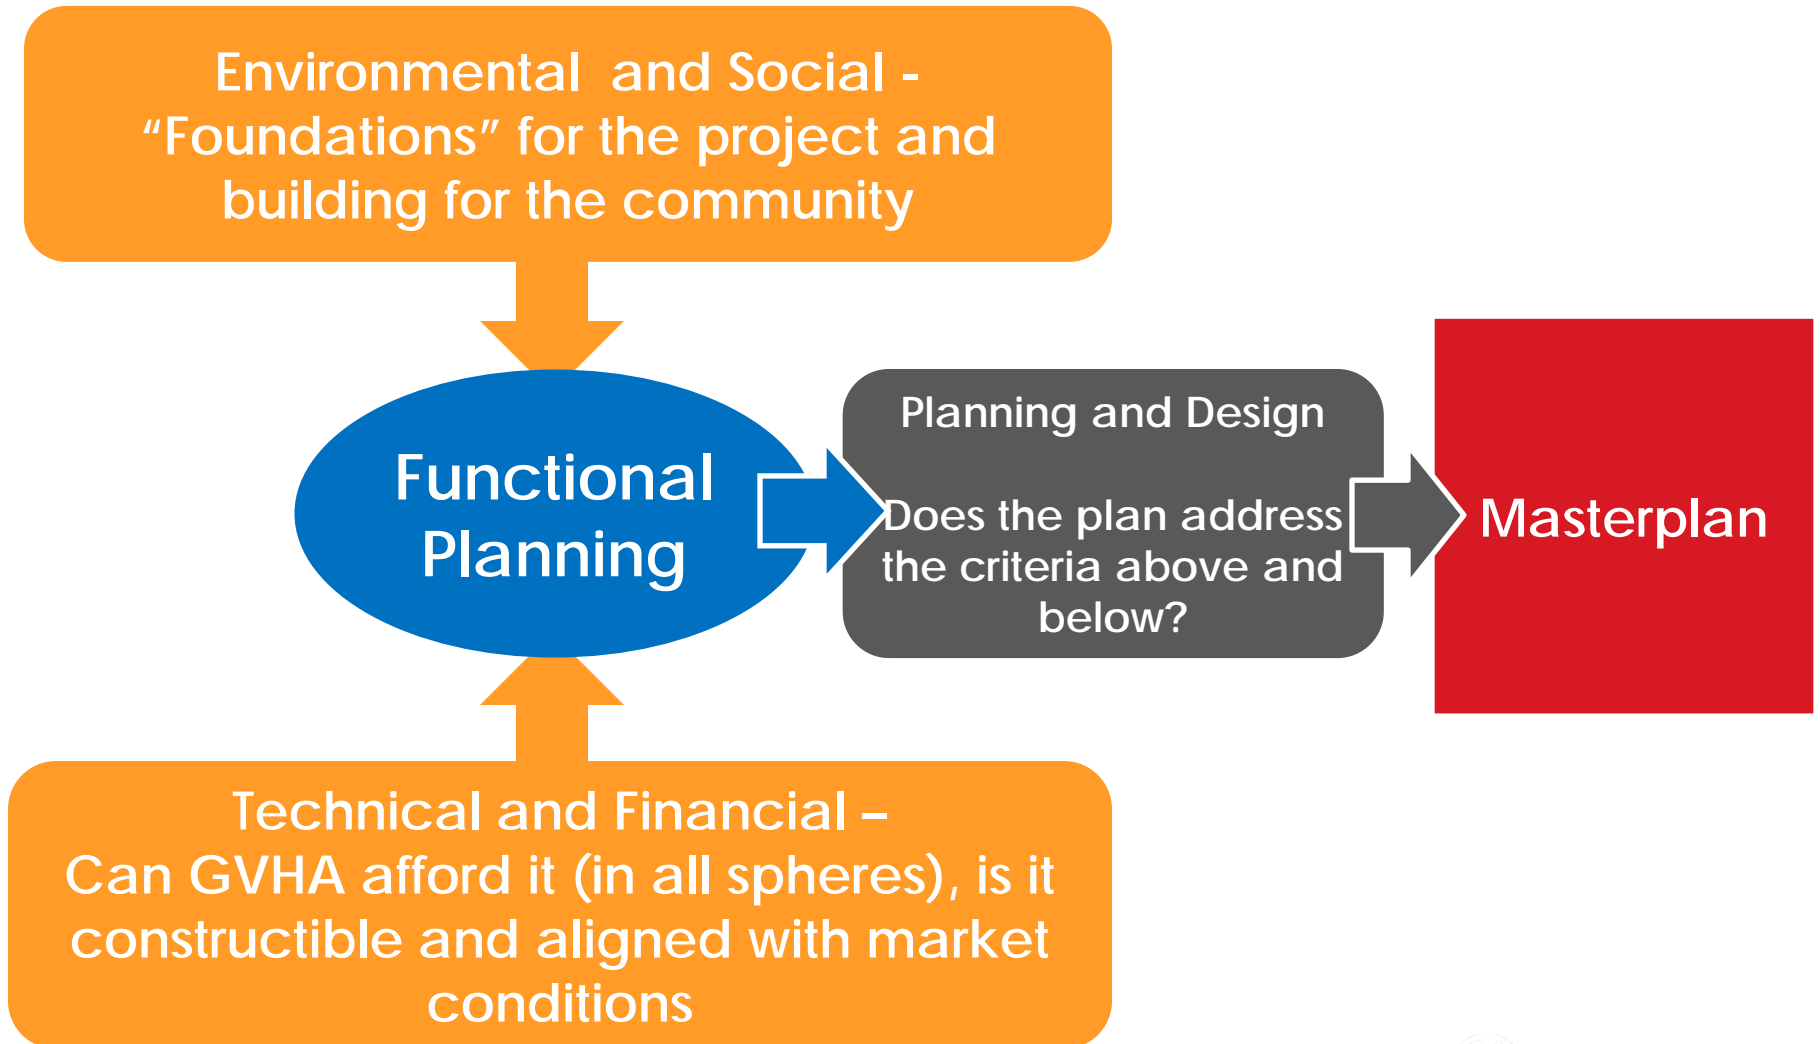 Environmental and Social -
“Foundations” for the project and
building for the community
Functional
Planning
Planning and Design
Does the plan address
the criteria above and
below?
Masterplan
Technical and Financial –
Can GVHA afford it (in all spheres), is it
constructible and aligned with market
conditions